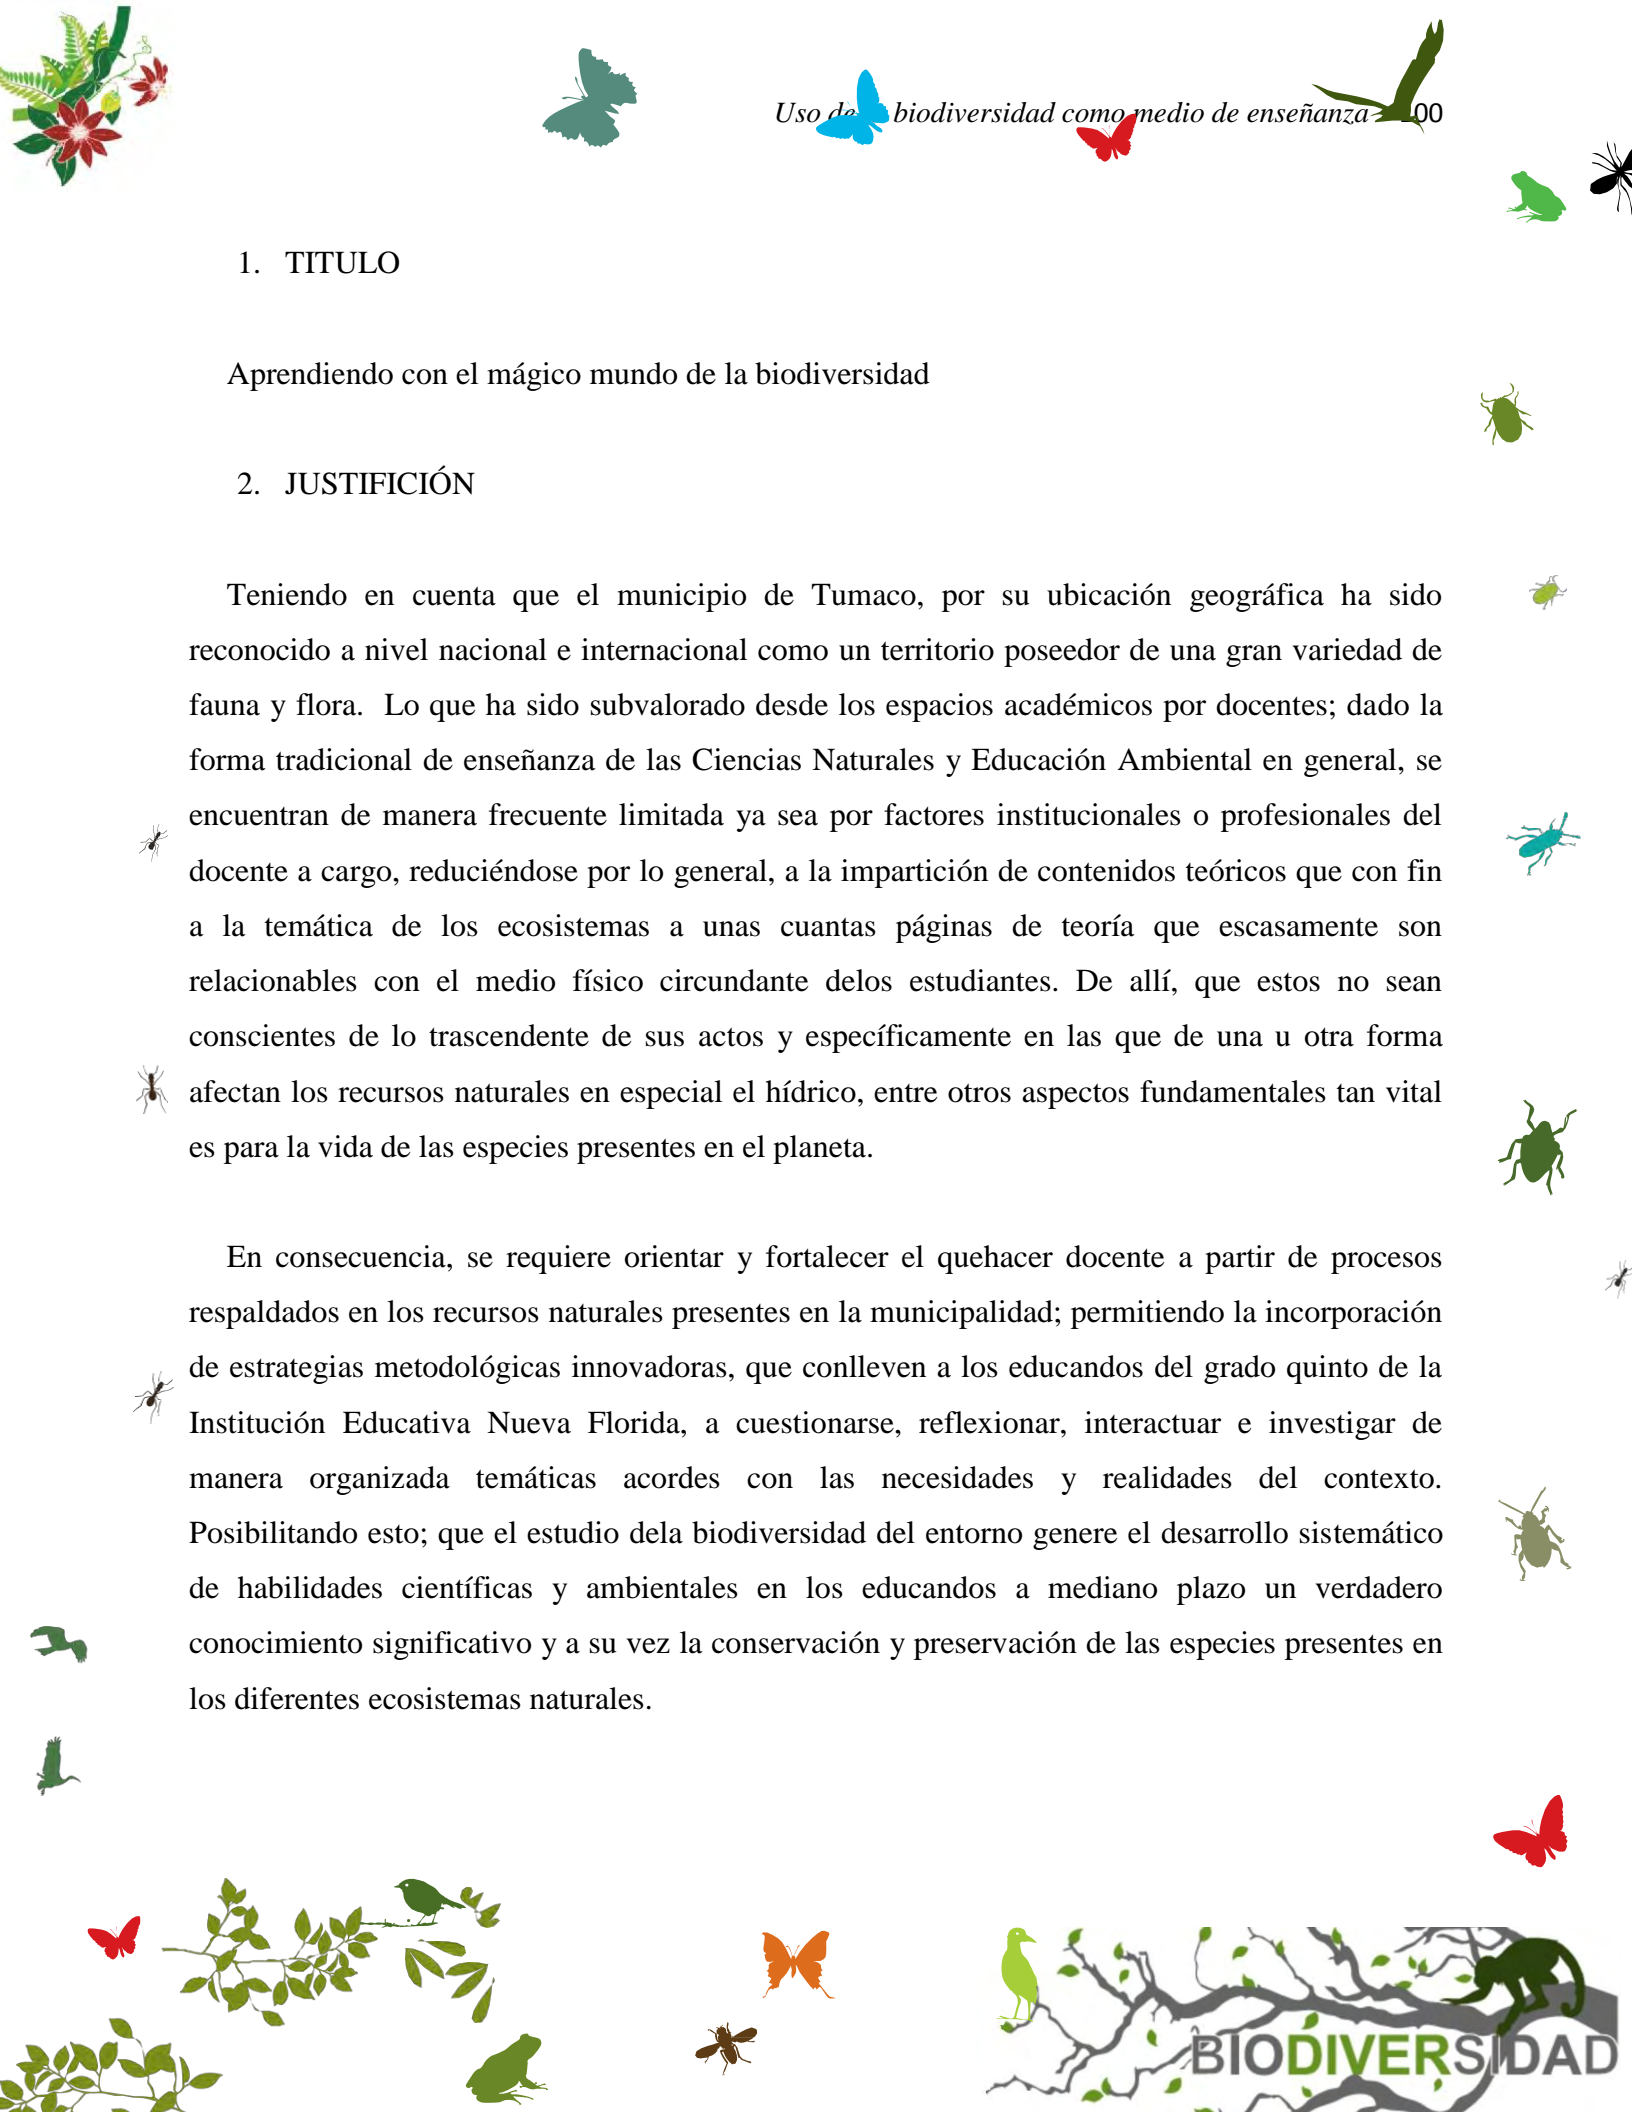 Uso de biodiversidad como medio de enseñanza 00
1. TITULO
Aprendiendo con el mágico mundo de la biodiversidad
2. JUSTIFICIÓN
Teniendo en cuenta que el municipio de Tumaco, por su ubicación geográfica ha sido
reconocido a nivel nacional e internacional como un territorio poseedor de una gran variedad de
fauna y flora. Lo que ha sido subvalorado desde los espacios académicos por docentes; dado la
forma tradicional de enseñanza de las Ciencias Naturales y Educación Ambiental en general, se
encuentran de manera frecuente limitada ya sea por factores institucionales o profesionales del
docente a cargo, reduciéndose por lo general, a la impartición de contenidos teóricos que con fin
a la temática de los ecosistemas a unas cuantas páginas de teoría que escasamente son
relacionables con el medio físico circundante delos estudiantes. De allí, que estos no sean
conscientes de lo trascendente de sus actos y específicamente en las que de una u otra forma
afectan los recursos naturales en especial el hídrico, entre otros aspectos fundamentales tan vital
es para la vida de las especies presentes en el planeta.
En consecuencia, se requiere orientar y fortalecer el quehacer docente a partir de procesos
respaldados en los recursos naturales presentes en la municipalidad; permitiendo la incorporación
de estrategias metodológicas innovadoras, que conlleven a los educandos del grado quinto de la
Institución Educativa Nueva Florida, a cuestionarse, reflexionar, interactuar e investigar de
manera organizada temáticas acordes con las necesidades y realidades del contexto.
Posibilitando esto; que el estudio dela biodiversidad del entorno genere el desarrollo sistemático
de habilidades científicas y ambientales en los educandos a mediano plazo un verdadero
conocimiento significativo y a su vez la conservación y preservación de las especies presentes en
los diferentes ecosistemas naturales.
BIODIVERSIDAD